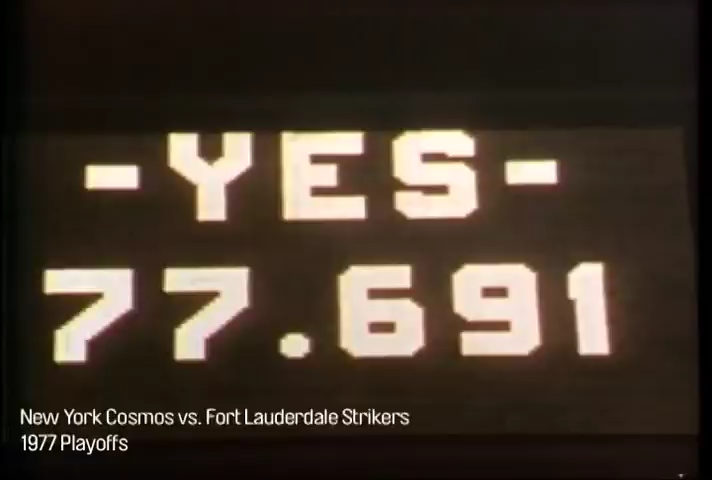 -YES-
77.691
New York Cosmos vs. Fort Lauderdale Strikers
1977 Playoffs